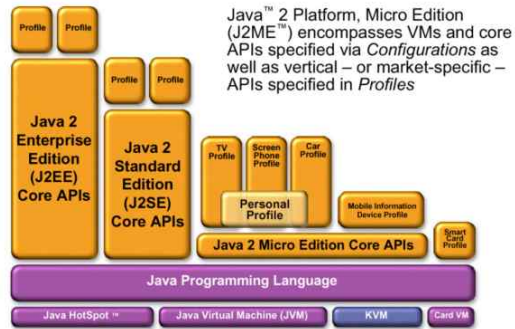 Java™ 2 Platform, Micro Edition
(J2ME™) encompasses VMs and core
APIs specified via Configurations as
well as vertical – or market-specific –
APIs specified in Profiles
Profile
Profile
Java 2
Enterprise
Edition
(J2EE)
Core APIs
Profile
Profile
Java 2
Standard
Edition
(J2SE)
Core APIs
TV
Profile
Screen
Phone
Profile
Car
Profile
Personal
Profile
Mobile Information
Device Profile
Smart
Card
Profile
Java 2 Micro Edition Core APIs
Java Programming Language
Java HotSpot ™
Java Virtual Machine (JVM)
KVM
Card VM